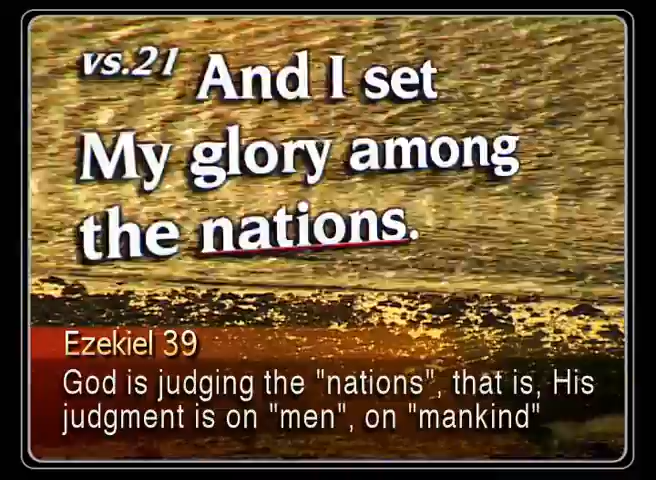 vs.21 And I set
My glory among
the nations.
Ezekiel 39
God is judging the "nations", that is, His
judgment is on "men", on "mankind"